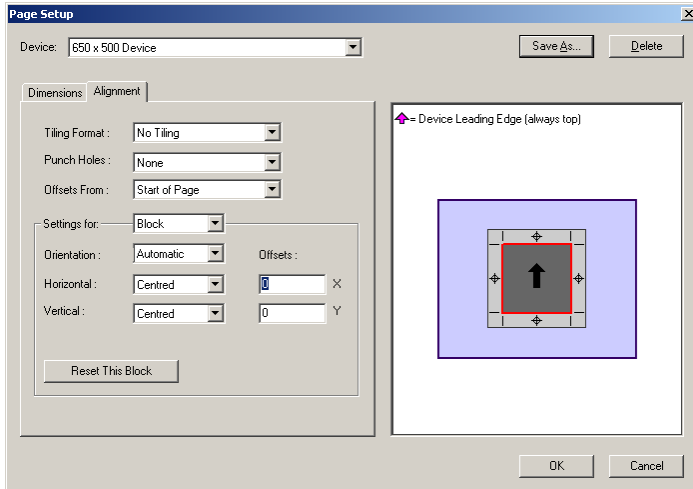 Page Setup
Device: 650 x 500 Device Save As... Delete
Dimensions Alignment
= Device Leading Edge (always top)
Tiling Format : No Tiling
Punch Holes : None
Offsets From : Start of Page
Settings for: Block
Orientation : Automatic Offsets :
Horizontal : Centred 0 X
Vertical : Centred 0 Y
Reset This Block
OK Cancel